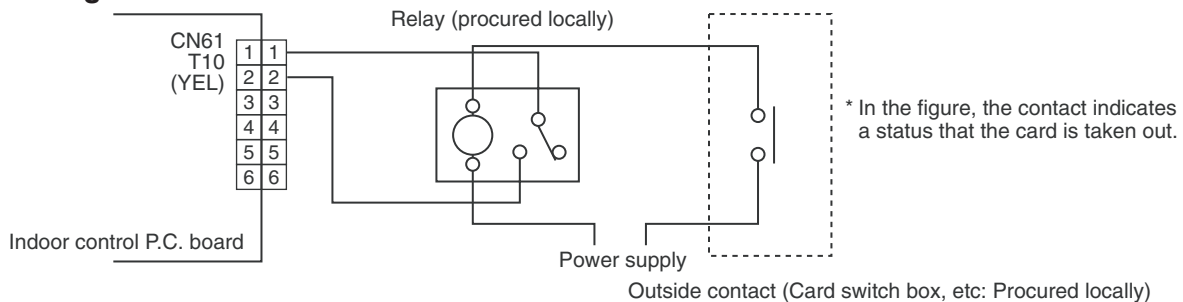 Relay (procured locally)
CN61
T10
(YEL)
1 1
2 2
3 3
4 4
5 5
6 6
* In the figure, the contact indicates
a status that the card is taken out.
Indoor control P.C. board
Power supply
Outside contact (Card switch box, etc: Procured locally)